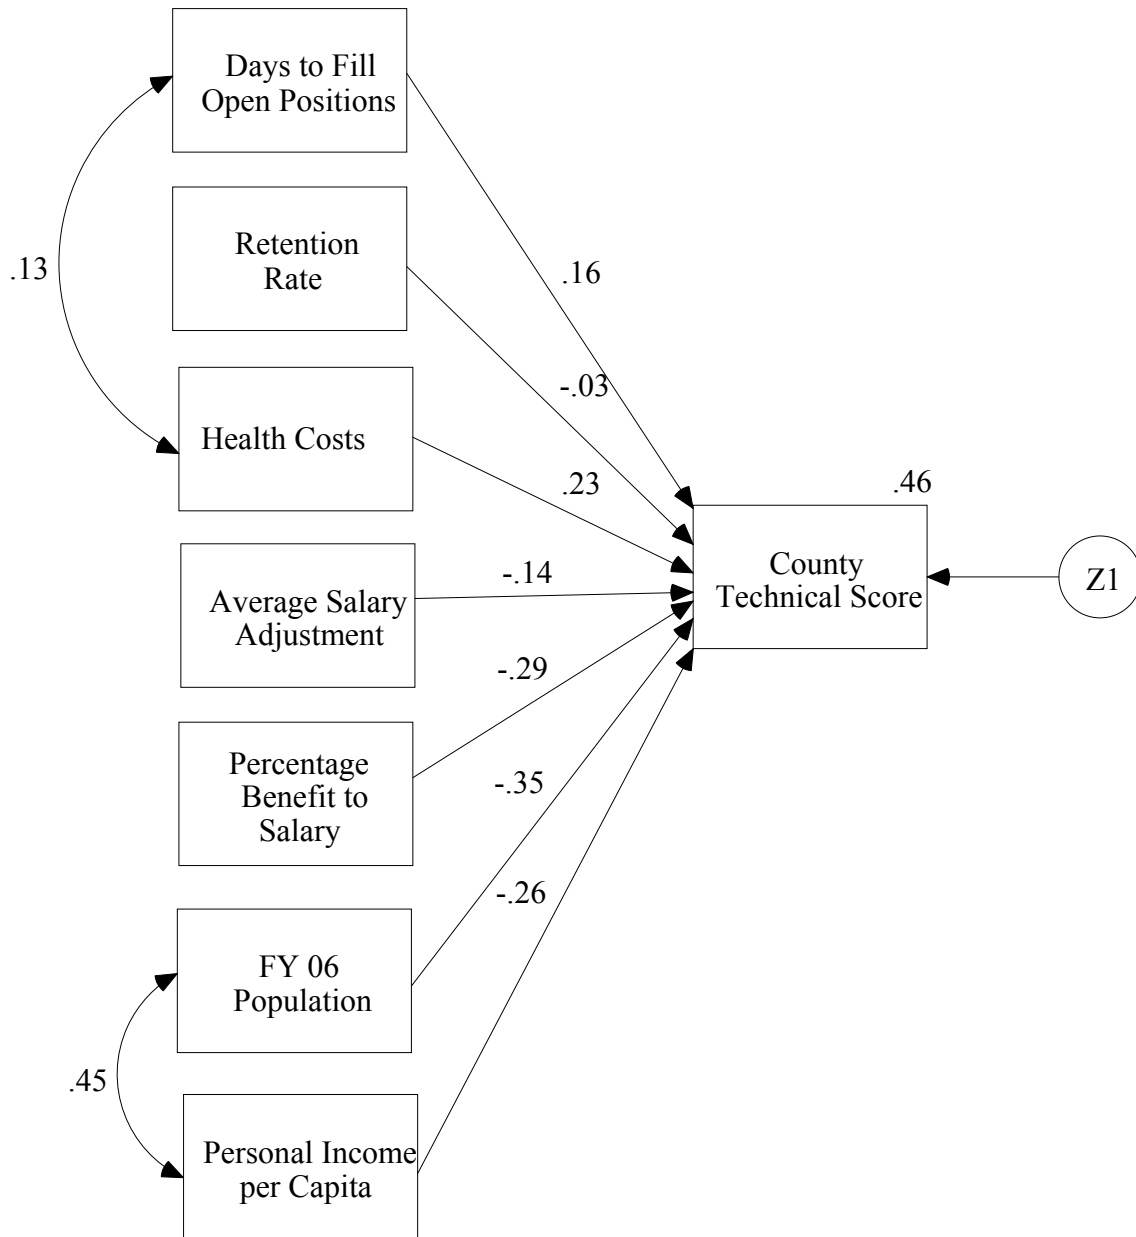 Days to Fill
Open Positions
Retention
Rate
.13
.16
-.03
Health Costs
.23
.46
County
Technical Score
Z1
-.14
Average Salary
Adjustment
-.29
Percentage
Benefit to
Salary
-.35
-.26
FY 06
Population
.45
Personal Income
per Capita